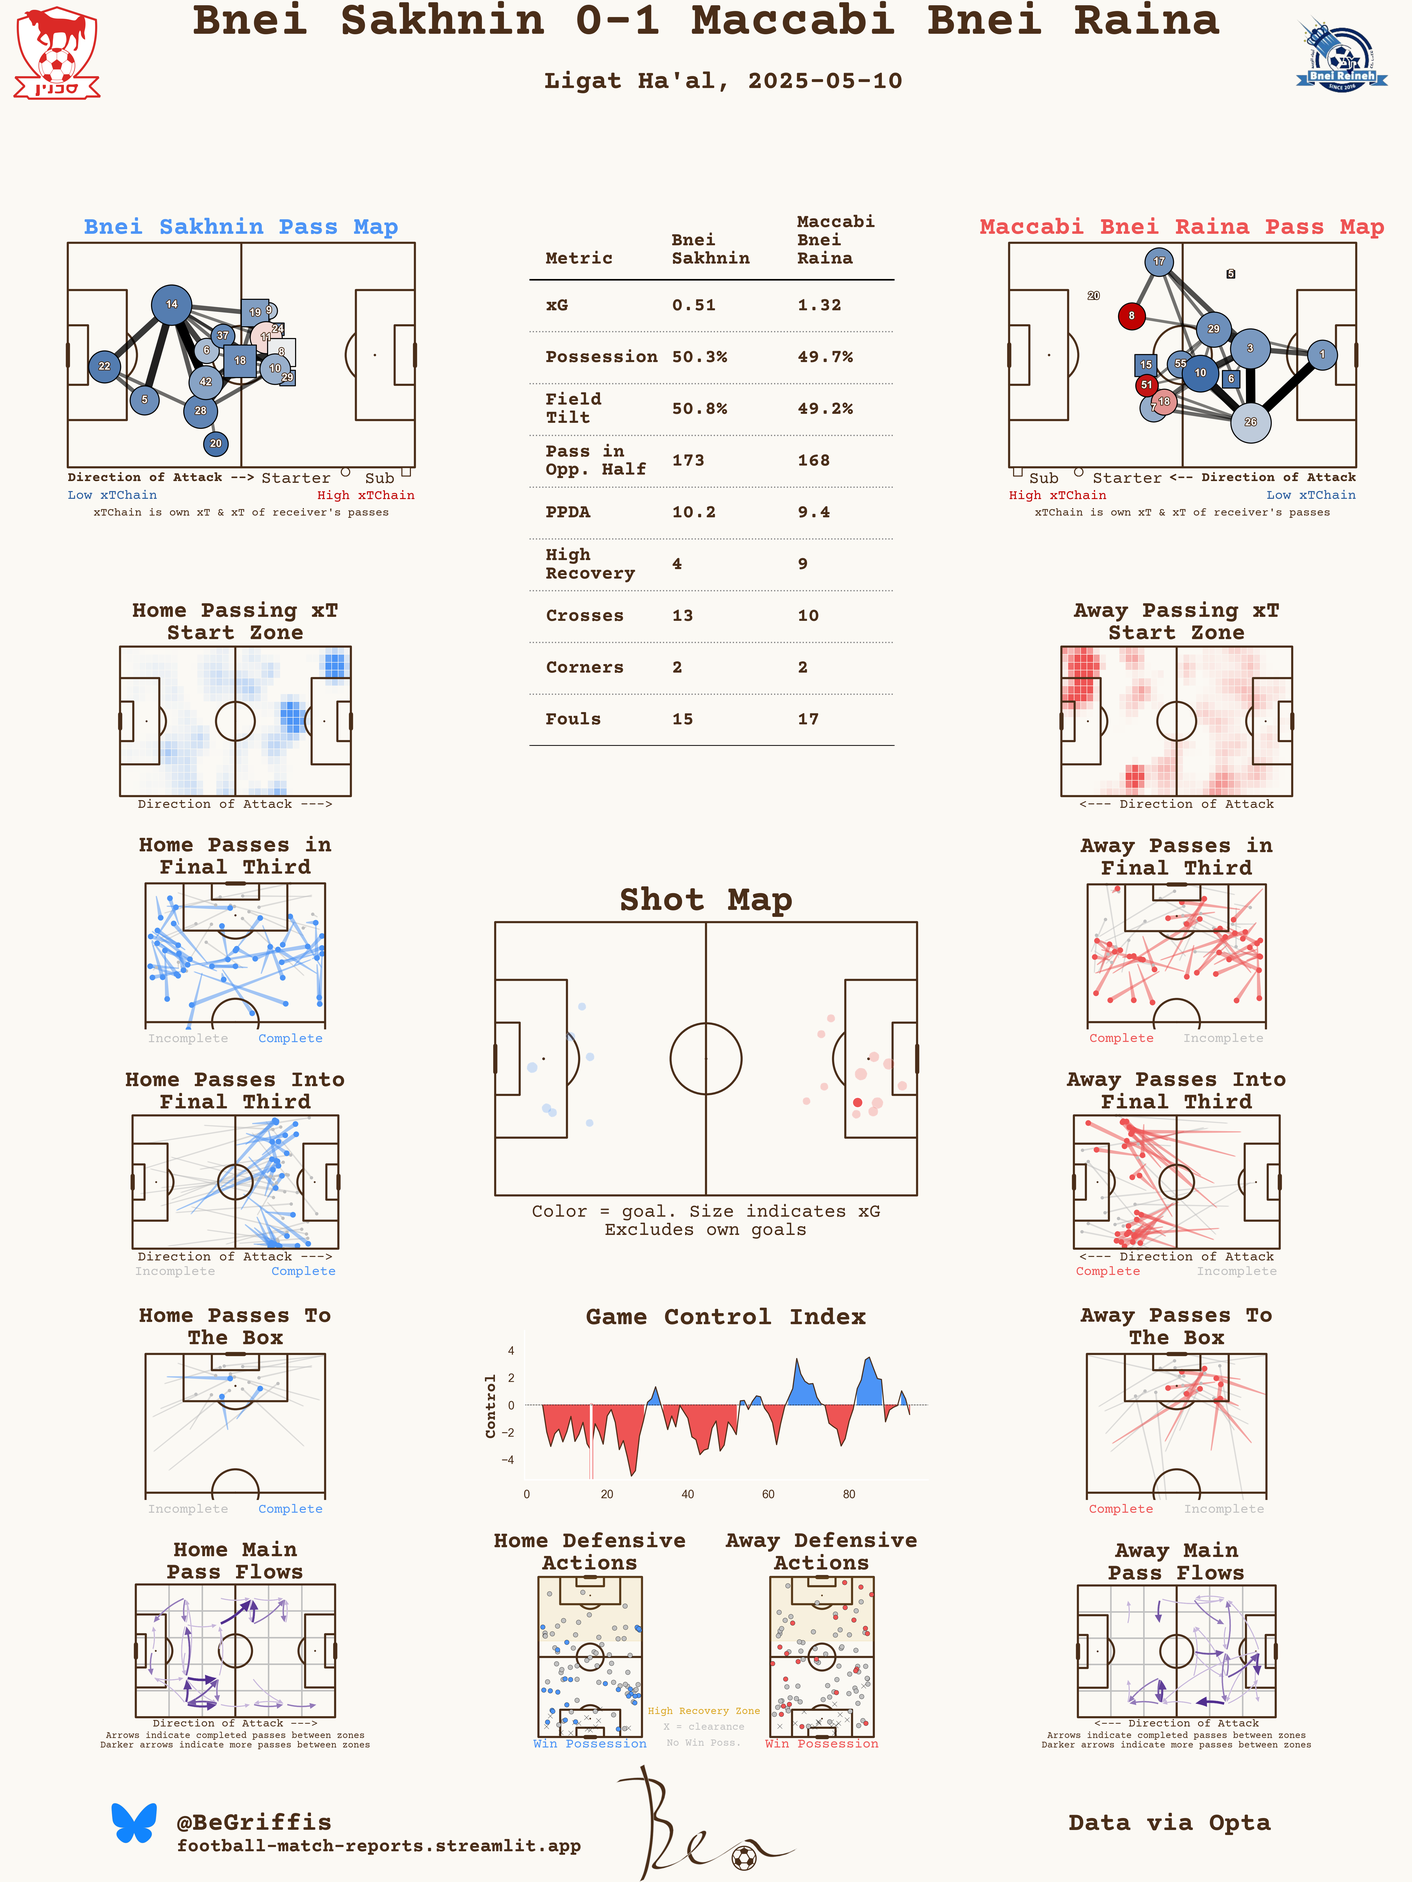 Bnei Sakhnin 0-1 Maccabi Bnei Raina
Ligat Ha'al, 2025-05-10
סכנין
Bnei Reineh
SINCE 2016
Bnei Sakhnin Pass Map
14
19
9
24
37
11
6
8
18
22
10
29
42
5
28
20
Direction of Attack --> Starter Sub
Low xTChain High xTChain
xTChain is own xT & xT of receiver's passes
Metric Bnei Sakhnin Maccabi Bnei Raina
xG 0.51 1.32
Possession 50.3% 49.7%
Field Tilt 50.8% 49.2%
Pass in Opp. Half 173 168
PPDA 10.2 9.4
High Recovery 4 9
Crosses 13 10
Corners 2 2
Fouls 15 17
Maccabi Bnei Raina Pass Map
17
5
20
8
29
3
1
15
55
10
6
51
7
18
26
Sub Starter <-- Direction of Attack
High xTChain Low xTChain
xTChain is own xT & xT of receiver's passes
Home Passing xT
Start Zone
Direction of Attack --->
Away Passing xT
Start Zone
<--- Direction of Attack
Home Passes in
Final Third
Incomplete Complete
Away Passes in
Final Third
Complete Incomplete
Shot Map
Color = goal. Size indicates xG
Excludes own goals
Home Passes Into
Final Third
Direction of Attack --->
Incomplete Complete
Away Passes Into
Final Third
<--- Direction of Attack
Complete Incomplete
Home Passes To
The Box
Incomplete Complete
Game Control Index
Control
4
2
0
−2
−4
0 20 40 60 80
Away Passes To
The Box
Complete Incomplete
Home Main
Pass Flows
Direction of Attack --->
Arrows indicate completed passes between zones
Darker arrows indicate more passes between zones
Home Defensive
Actions
Win Possession
High Recovery Zone
X = clearance
No Win Poss.
Away Defensive
Actions
Win Possession
Away Main
Pass Flows
<--- Direction of Attack
Arrows indicate completed passes between zones
Darker arrows indicate more passes between zones
@BeGriffis
football-match-reports.streamlit.app
Ben
Data via Opta